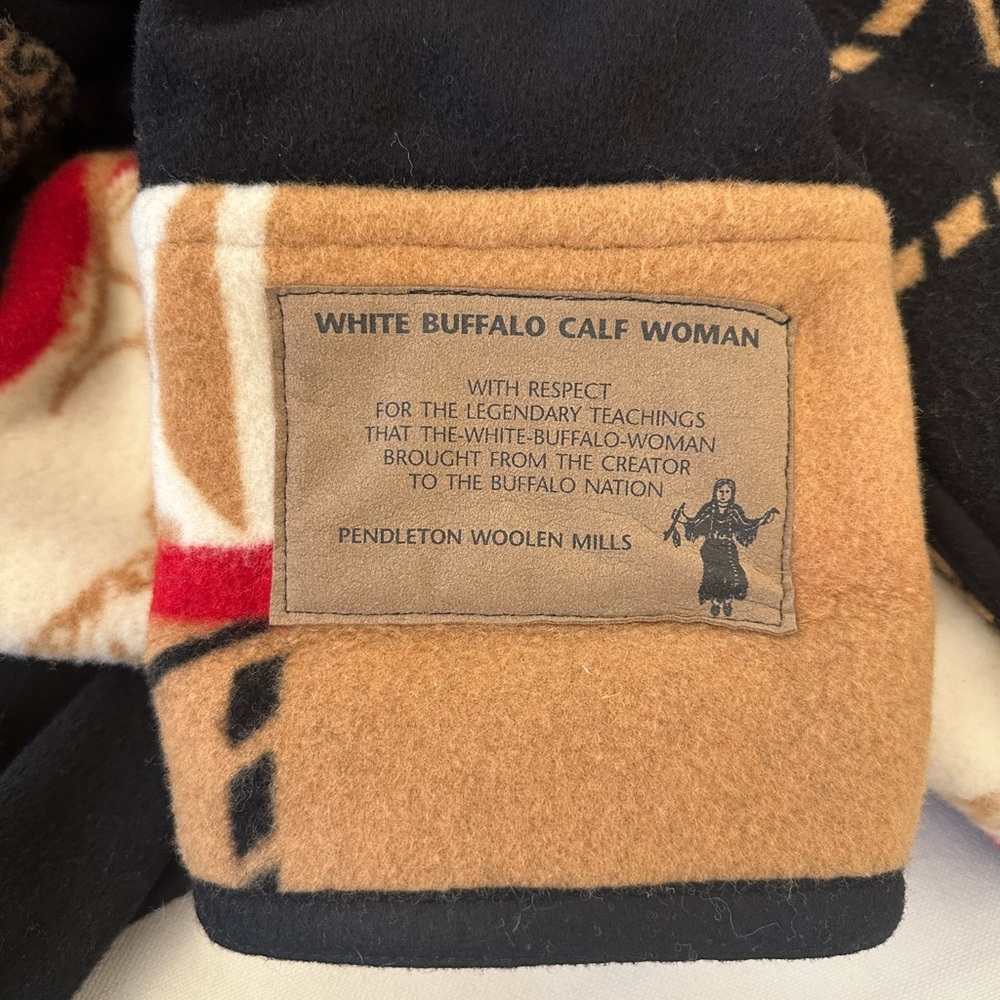 WHITE BUFFALO CALF WOMAN
WITH RESPECT
FOR THE LEGENDARY TEACHINGS
THAT THE-WHITE-BUFFALO-WOMAN
BROUGHT FROM THE CREATOR
TO THE BUFFALO NATION
PENDLETON WOOLEN MILLS